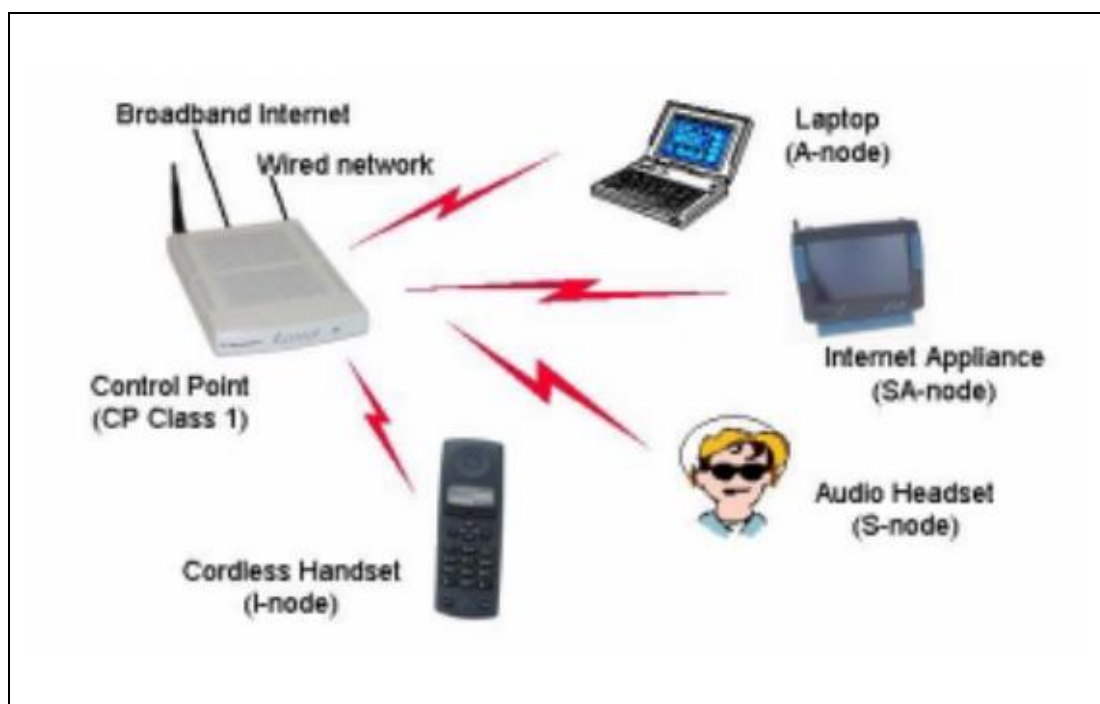 Broadband Internet
Wired network
Laptop
(A-node)
Internet Appliance
(SA-node)
Control Point
(CP Class 1)
Audio Headset
(S-node)
Cordless Handset
(I-node)